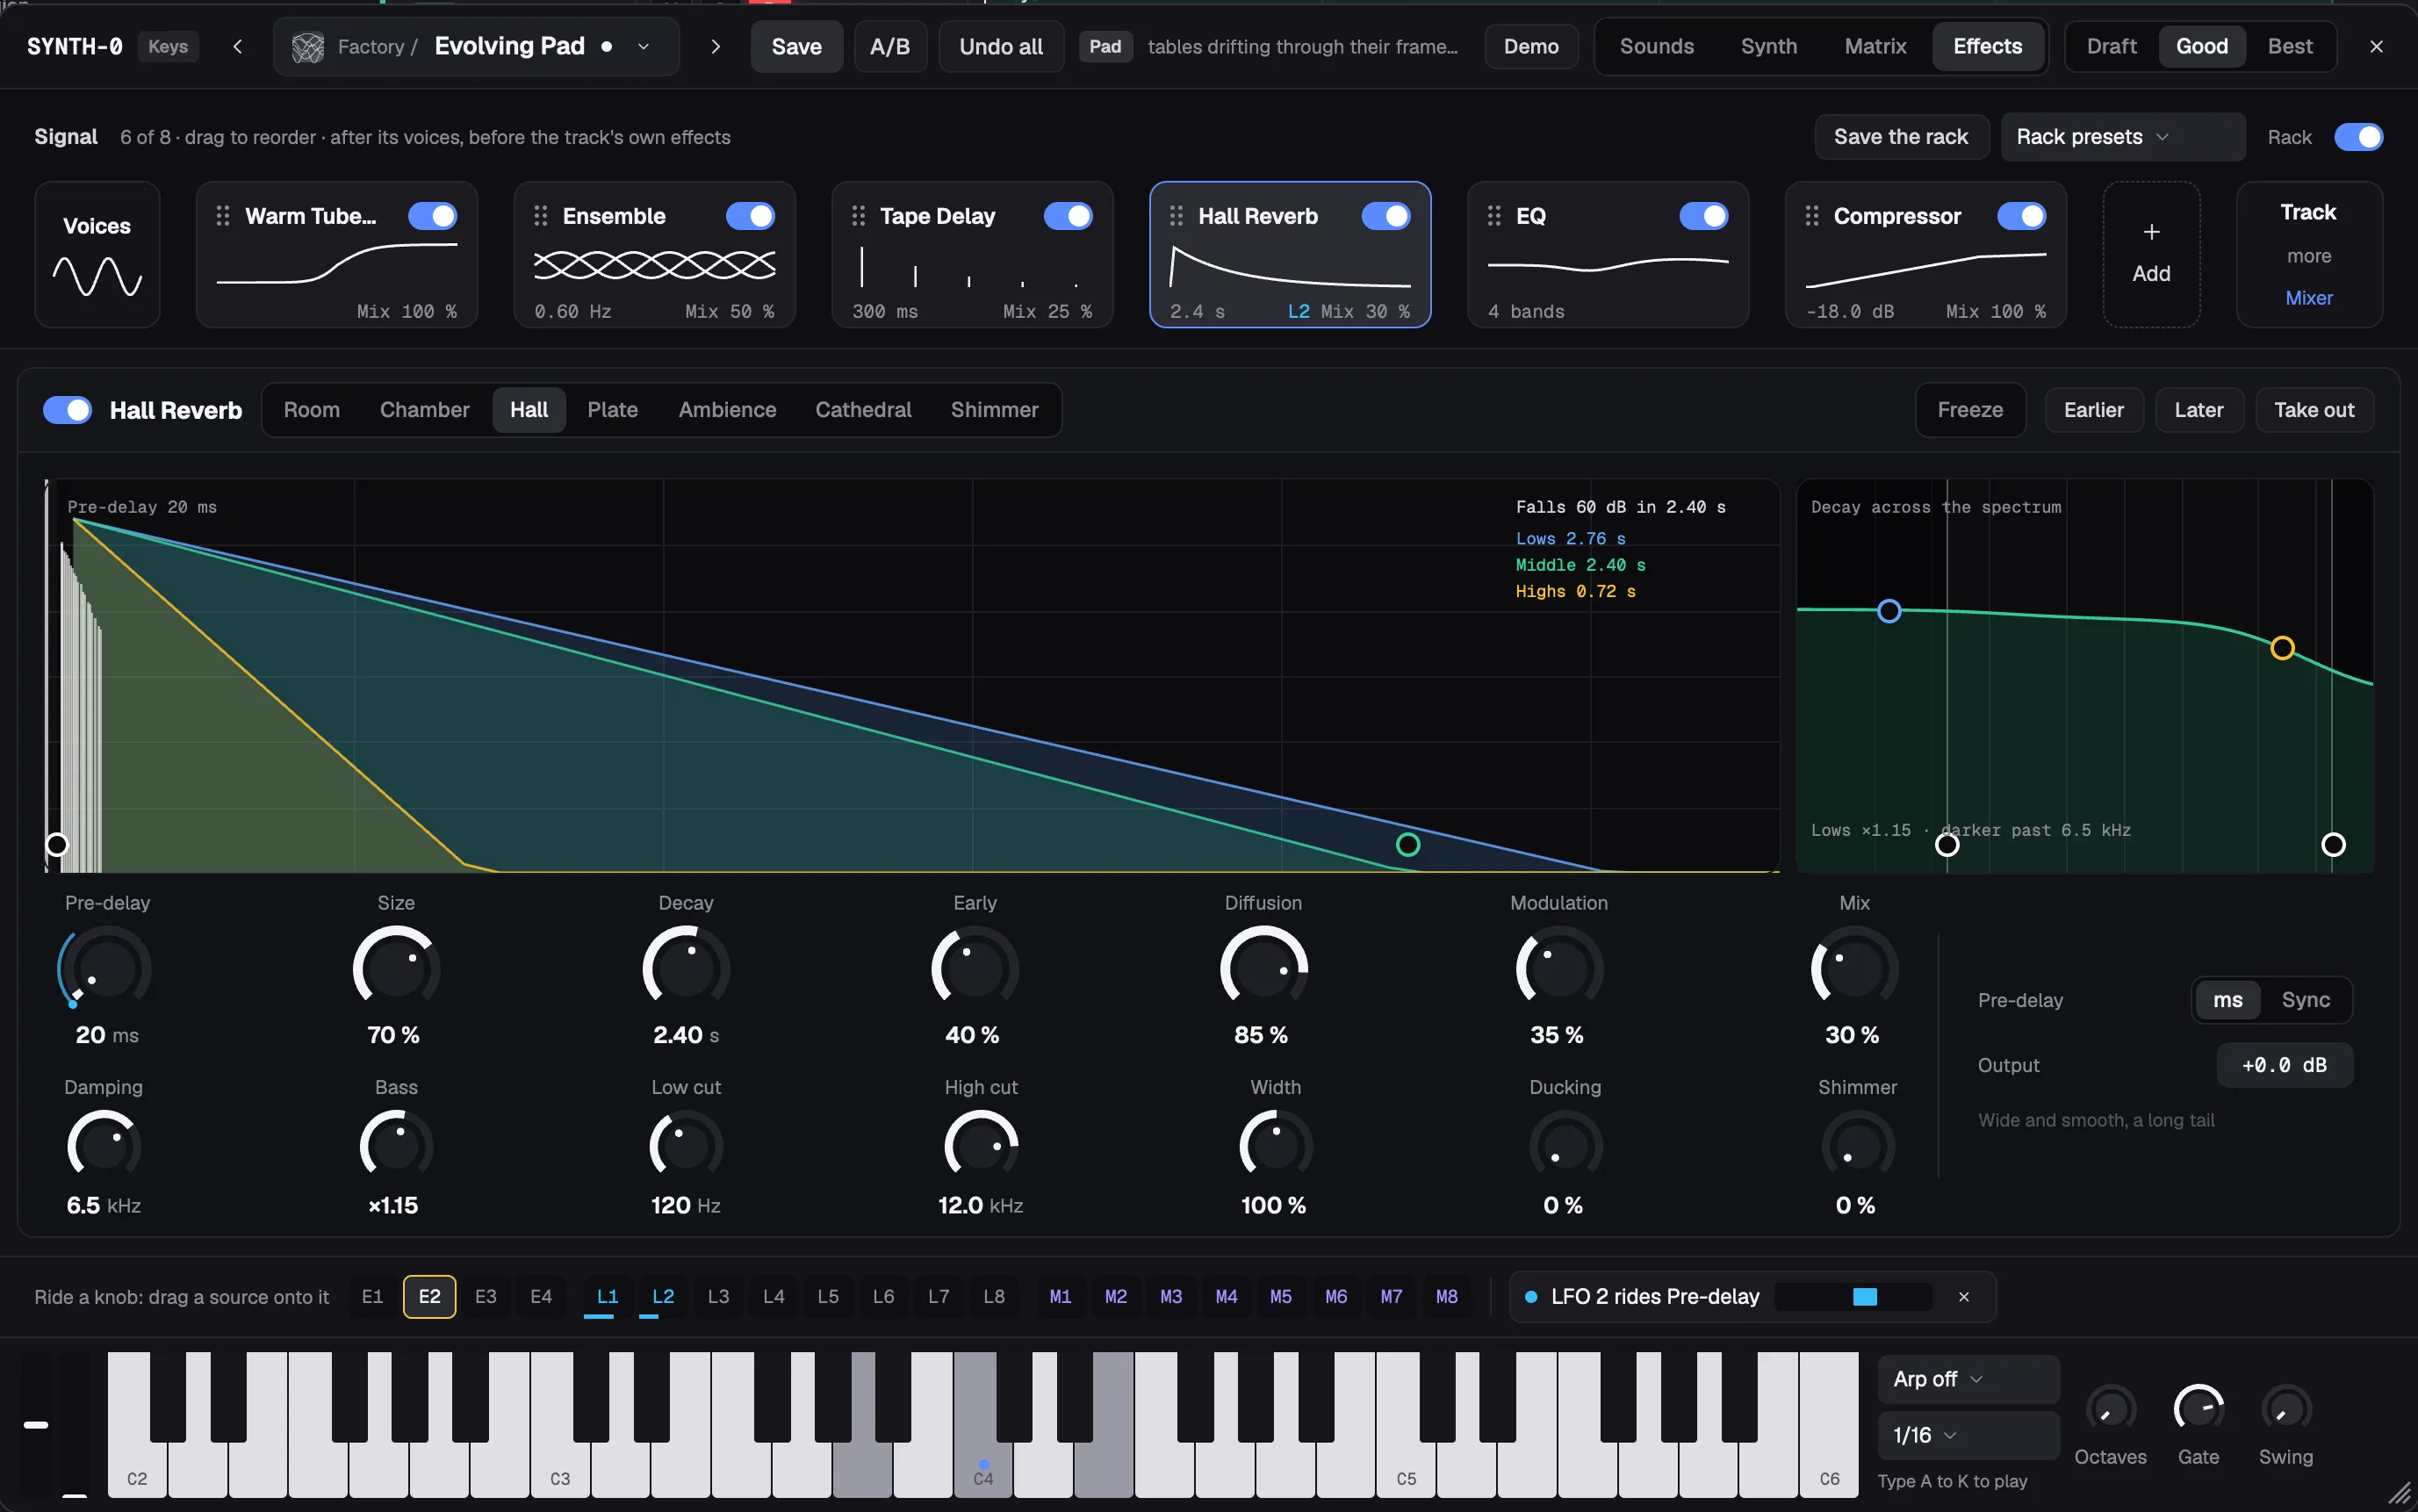 SYNTH-0 Keys Factory / Evolving Pad Save A/B Undo all Pad tables drifting through their frame... Demo Sounds Synth Matrix Effects Draft Good Best
Signal 6 of 8 · drag to reorder · after its voices, before the track's own effects Save the rack Rack presets Rack
Voices
Warm Tube...
Mix 100 %
Ensemble
0.60 Hz Mix 50 %
Tape Delay
300 ms Mix 25 %
Hall Reverb
2.4 s L2 Mix 30 %
EQ
4 bands
Compressor
-18.0 dB Mix 100 %
+
Add
Track
more
Mixer
Hall Reverb Room Chamber Hall Plate Ambience Cathedral Shimmer Freeze Earlier Later Take out
Pre-delay 20 ms
Falls 60 dB in 2.40 s
Lows 2.76 s
Middle 2.40 s
Highs 0.72 s
Decay across the spectrum
Lows ×1.15 · darker past 6.5 kHz
Pre-delay Size Decay Early Diffusion Modulation Mix
20 ms 70 % 2.40 s 40 % 85 % 35 % 30 %
Damping Bass Low cut High cut Width Ducking Shimmer
6.5 kHz ×1.15 120 Hz 12.0 kHz 100 % 0 % 0 %
Pre-delay ms Sync
Output +0.0 dB
Wide and smooth, a long tail
Ride a knob: drag a source onto it E1 E2 E3 E4 L1 L2 L3 L4 L5 L6 L7 L8 M1 M2 M3 M4 M5 M6 M7 M8 LFO 2 rides Pre-delay
C2 C3 C4 C5 C6
Arp off
1/16
Type A to K to play
Octaves Gate Swing